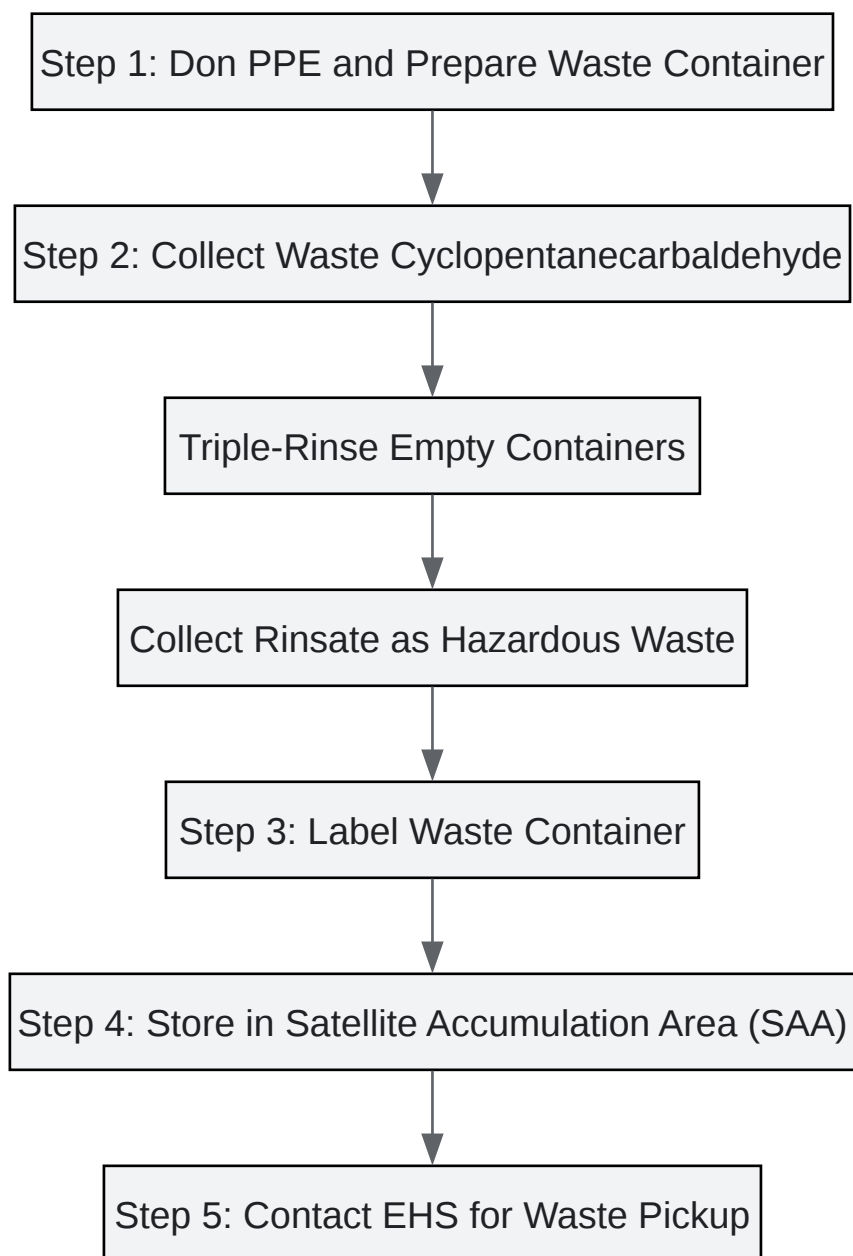 Step 1: Don PPE and Prepare Waste Container
Step 2: Collect Waste Cyclopentanecarbaldehyde
Triple-Rinse Empty Containers
Collect Rinsate as Hazardous Waste
Step 3: Label Waste Container
Step 4: Store in Satellite Accumulation Area (SAA)
Step 5: Contact EHS for Waste Pickup